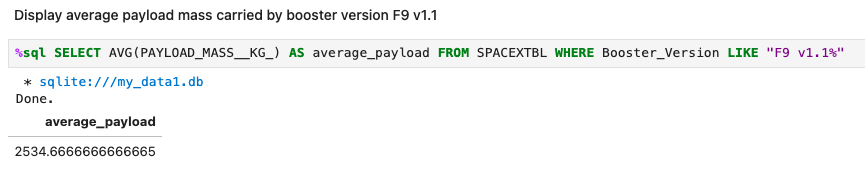 Display average payload mass carried by booster version F9 v1.1
%sql SELECT AVG(PAYLOAD_MASS__KG_) AS average_payload FROM SPACEXTBL WHERE Booster_Version LIKE "F9 v1.1%"
* sqlite:///my_data1.db
Done.
average_payload
2534.6666666666665